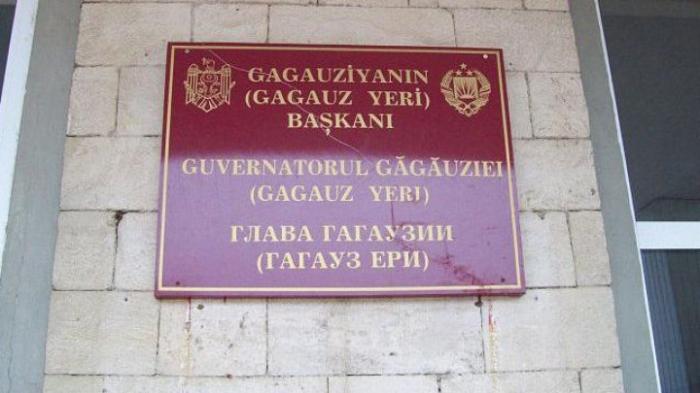 GAGAUZİYANIN
(GAGAUZ YERİ)
BAŞKANI
GUVERNATORUL GĂGĂUZIEI
(GAGAUZ YERI)
ГЛАВА ГАГАУЗИИ
(ГАГАУЗ ЕРИ)